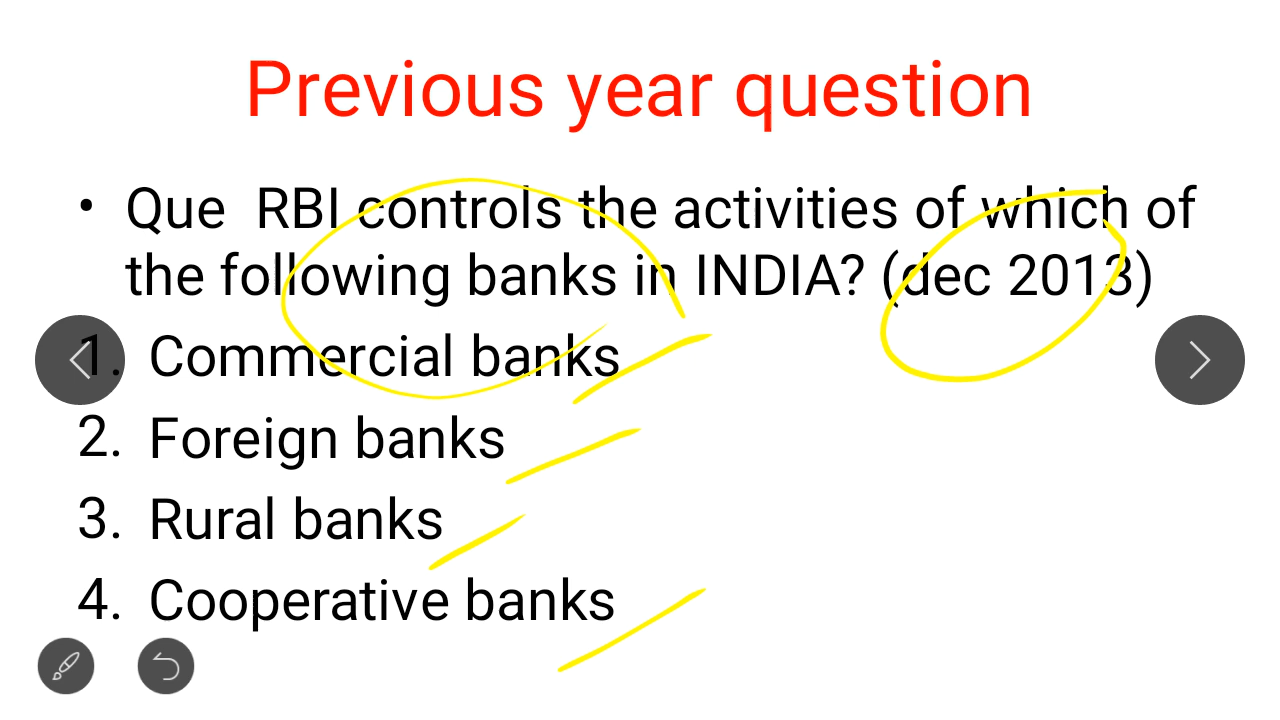 Previous year question
• Que RBI controls the activities of which of
the following banks in INDIA? (dec 2013)
1. Commercial banks
2. Foreign banks
3. Rural banks
4. Cooperative banks